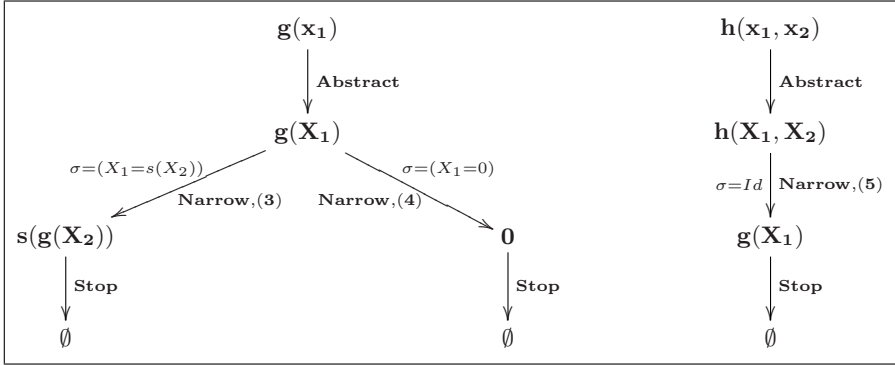 g(x₁) h(x₁, x₂)
Abstract Abstract
g(X₁) h(X₁, X₂)
σ=(X₁=s(X₂)) σ=(X₁=0)
Narrow,(3) Narrow,(4) σ=Id Narrow,(5)
s(g(X₂)) 0 g(X₁)
Stop Stop Stop
∅ ∅ ∅